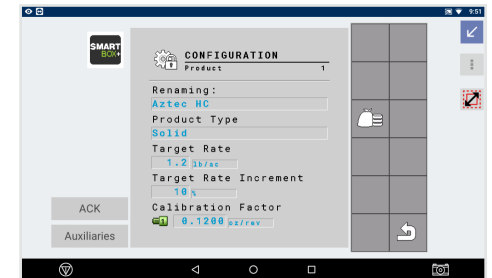 9:51
SMART
BOX+
CONFIGURATION
Product 1
Renaming:
Aztec HC
Product Type
Solid
Target Rate
1.2 lb/ac
Target Rate Increment
10 %
Calibration Factor
1 0.1200 oz/rev
ACK
Auxiliaries